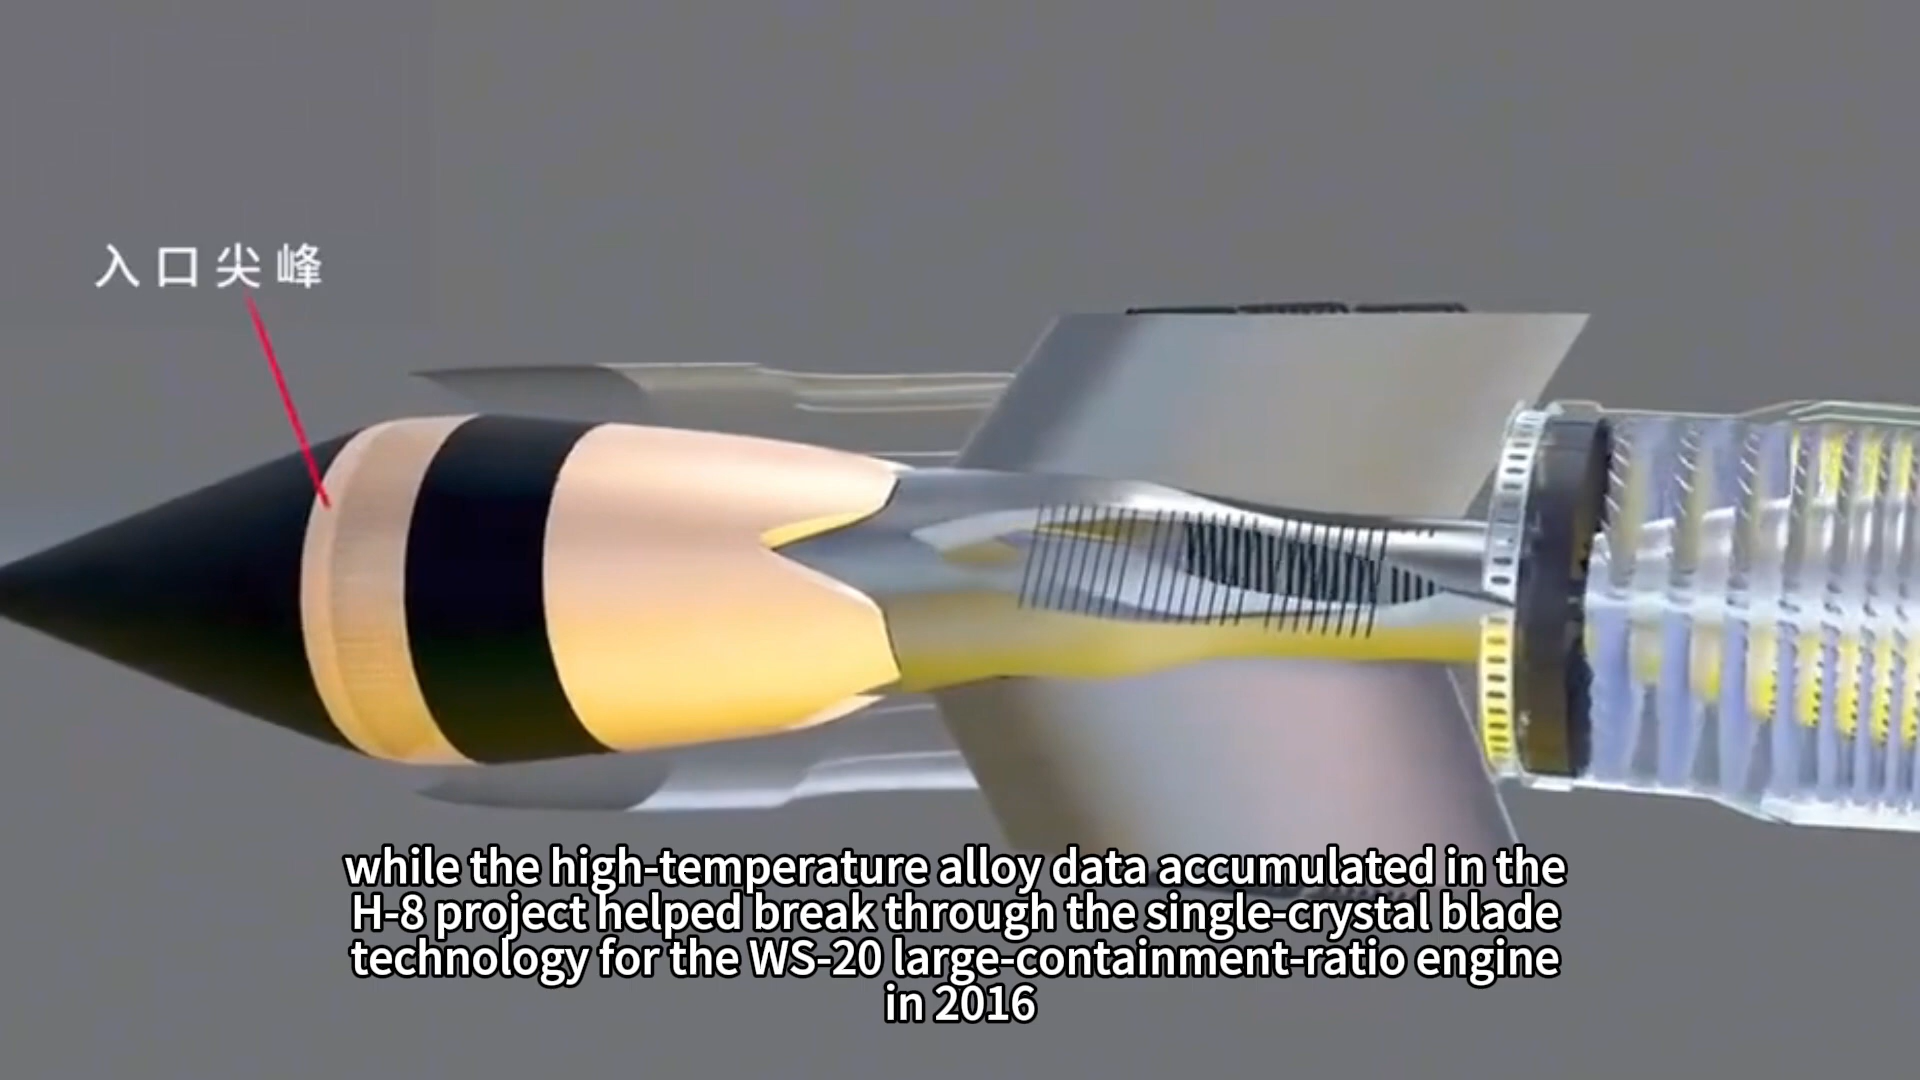 入口尖峰
while the high-temperature alloy data accumulated in the
H-8 project helped break through the single-crystal blade
technology for the WS-20 large-containment-ratio engine
in 2016